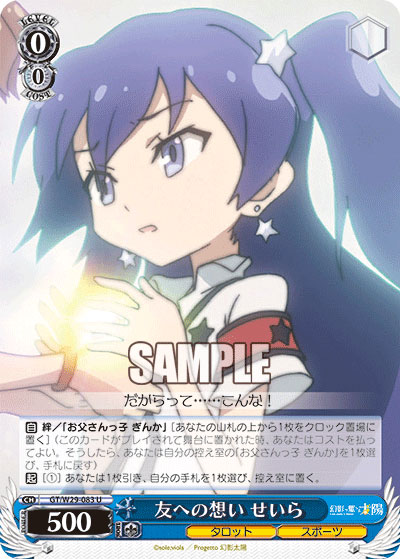 LEVEL
0
0
COST
SAMPLE
だからって……こんな！
自 絆／「お父さんっ子 ぎんか」［あなたの山札の上から1枚をクロック置場に
置く］（このカードがプレイされて舞台に置かれた時、あなたはコストを払っ
てよい。そうしたら、あなたは自分の控え室の「お父さんっ子 ぎんか」を1枚選
び、手札に戻す）
起［①］あなたは1枚引き、自分の手札を1枚選び、控え室に置く。
CH GT/W29-083 U
500
友への想い せいら
幻影ヲ駆ケル太陽
タロット
スポーツ
©sole;viola ／ Progetto 幻影太陽